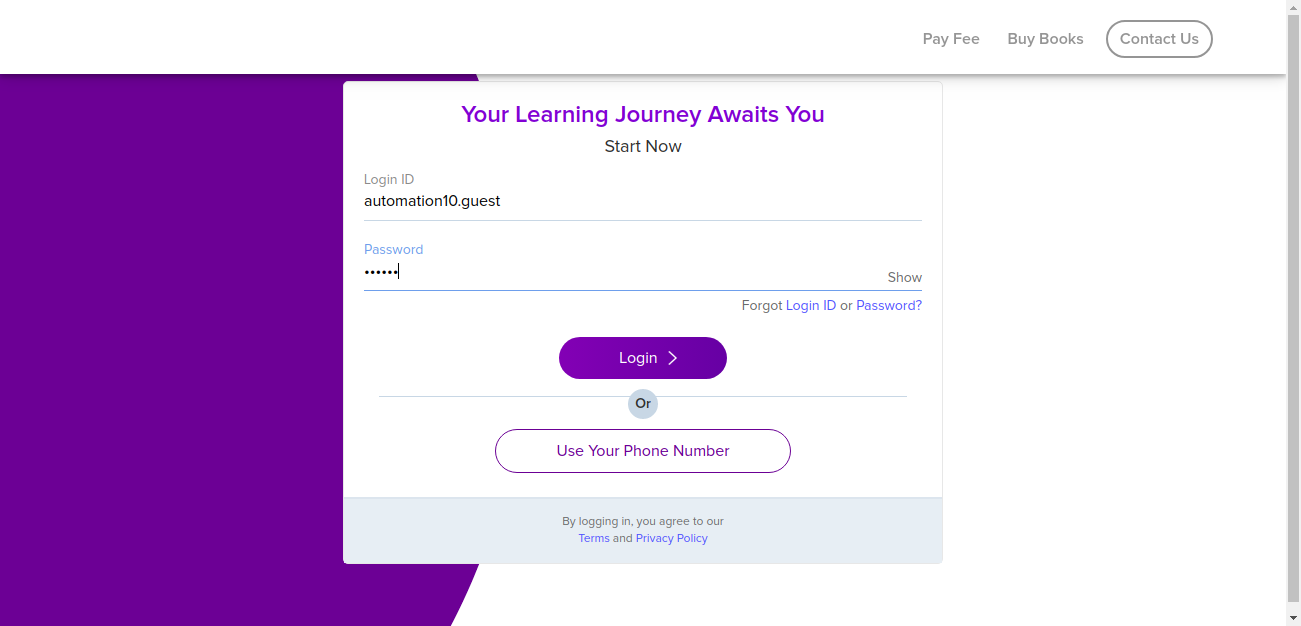 Pay Fee
Buy Books
Contact Us
Your Learning Journey Awaits You
Start Now
Login ID
automation10.guest
Password
••••••
Show
Forgot Login ID or Password?
Login
Or
Use Your Phone Number
By logging in, you agree to our
Terms and Privacy Policy